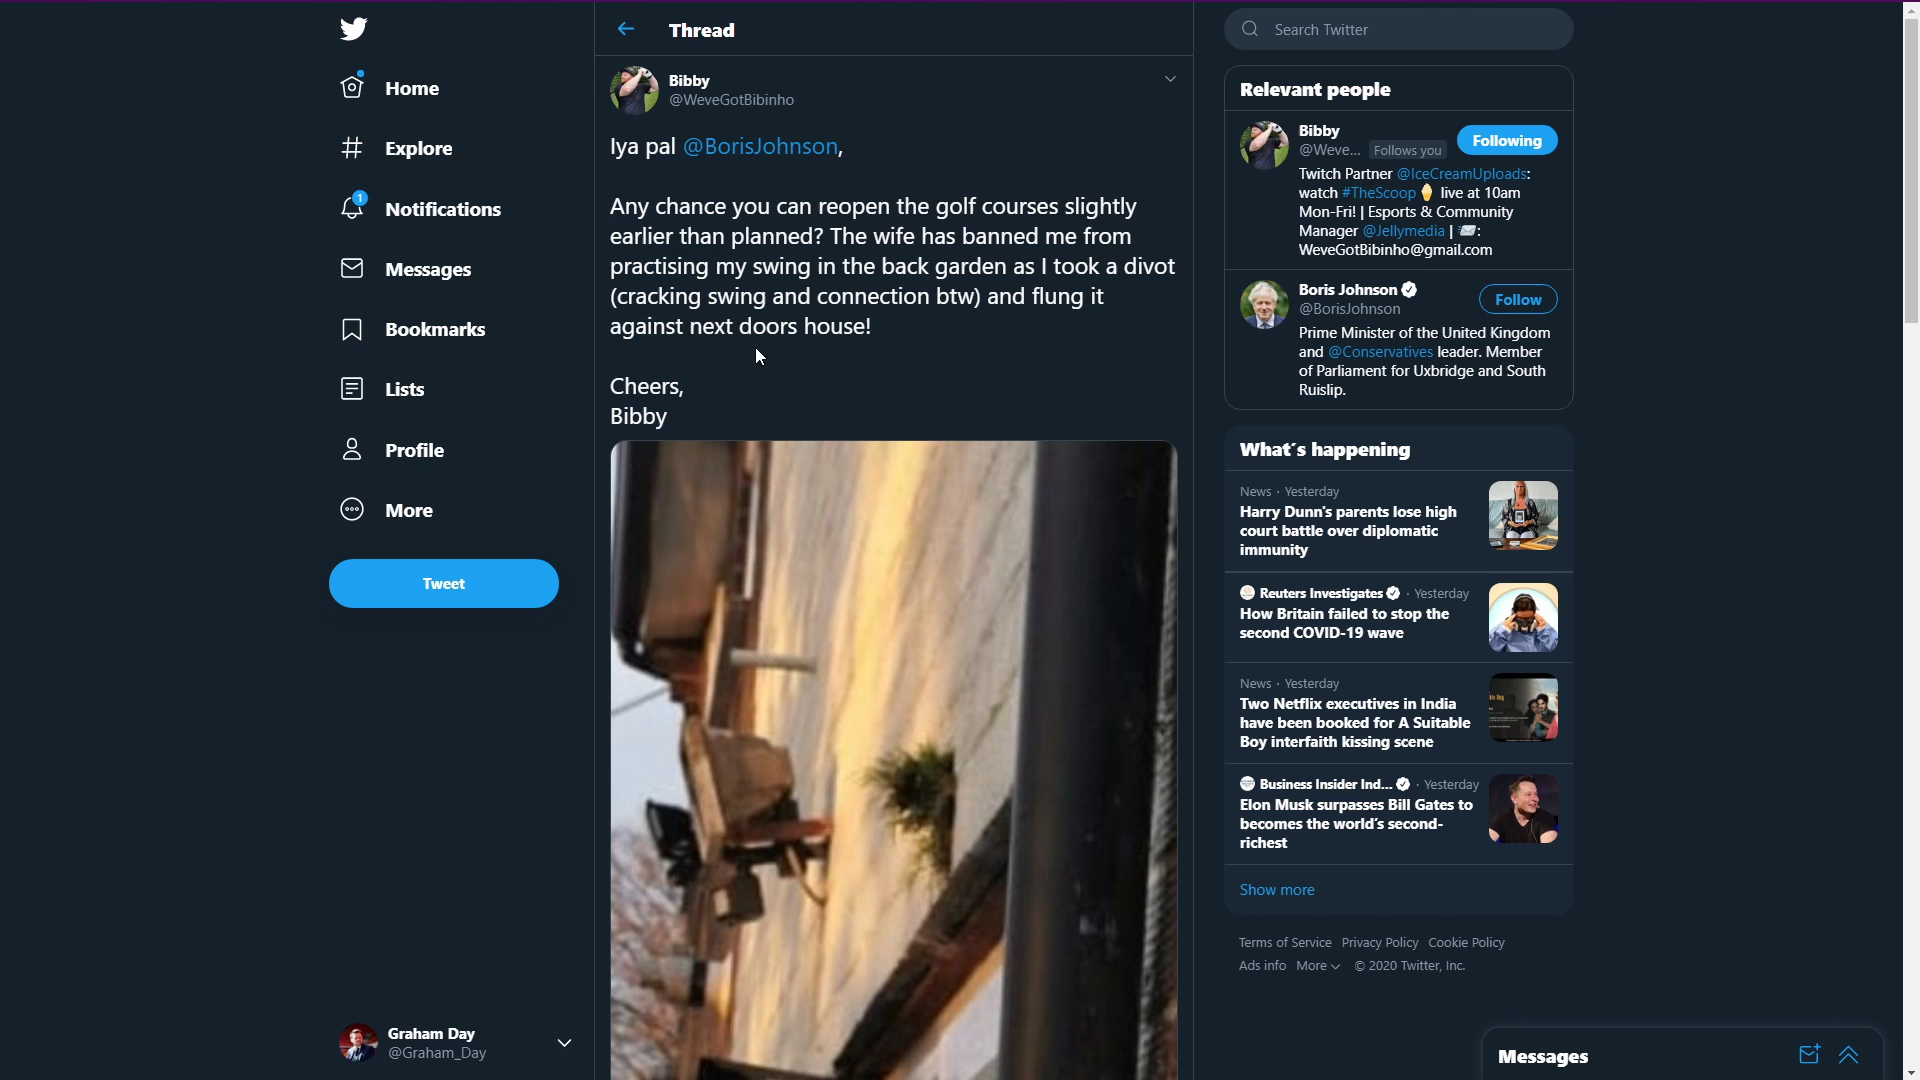 Home
Explore
1
Notifications
Messages
Bookmarks
Lists
Profile
More
Tweet
Graham Day
@Graham_Day
Thread
Bibby
@WeveGotBibinho
Iya pal @BorisJohnson,
Any chance you can reopen the golf courses slightly
earlier than planned? The wife has banned me from
practising my swing in the back garden as I took a divot
(cracking swing and connection btw) and flung it
against next doors house!
Cheers,
Bibby
Search Twitter
Relevant people
Bibby
@Weve... Follows you
Following
Twitch Partner @IceCreamUploads:
watch #TheScoop🍦 live at 10am
Mon-Fri! | Esports & Community
Manager @Jellymedia | 📨:
WeveGotBibinho@gmail.com
Boris Johnson
@BorisJohnson
Follow
Prime Minister of the United Kingdom
and @Conservatives leader. Member
of Parliament for Uxbridge and South
Ruislip.
What´s happening
News · Yesterday
Harry Dunn's parents lose high
court battle over diplomatic
immunity
Reuters Investigates · Yesterday
How Britain failed to stop the
second COVID-19 wave
News · Yesterday
Two Netflix executives in India
have been booked for A Suitable
Boy interfaith kissing scene
Business Insider Ind... · Yesterday
Elon Musk surpasses Bill Gates to
becomes the world's second-
richest
Show more
Terms of Service Privacy Policy Cookie Policy
Ads info More © 2020 Twitter, Inc.
Messages